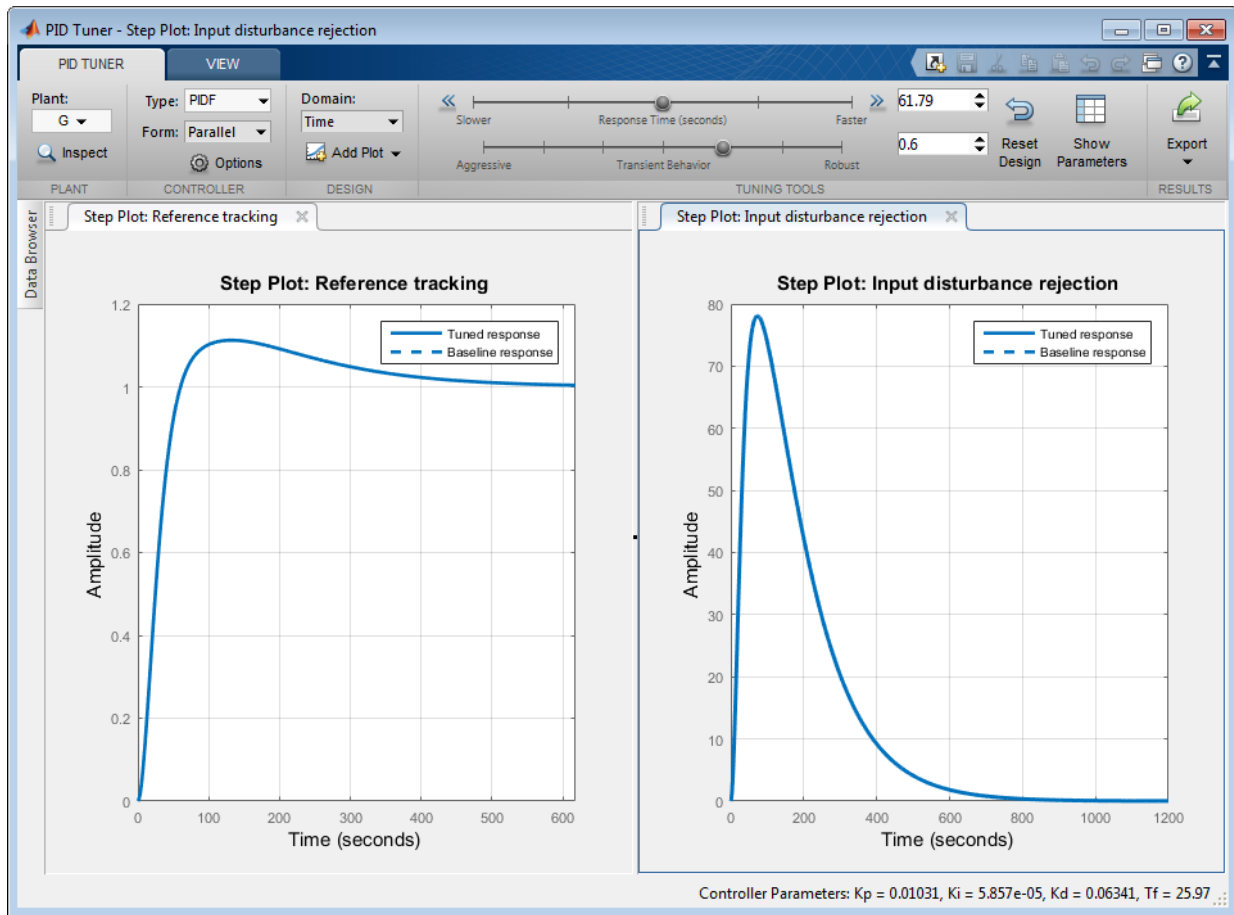 PID Tuner - Step Plot: Input disturbance rejection
PID TUNER VIEW
Plant: Type: PIDF Domain: 61.79
G Form: Parallel Time Slower Response Time (seconds) Faster
Inspect Options Add Plot Aggressive Transient Behavior Robust 0.6 Reset Design Show Parameters Export
PLANT CONTROLLER DESIGN TUNING TOOLS RESULTS
Data Browser
Step Plot: Reference tracking
Step Plot: Reference tracking
Tuned response
Baseline response
1.2
1
0.8
0.6
0.4
0.2
0
Amplitude
0 100 200 300 400 500 600
Time (seconds)
Step Plot: Input disturbance rejection
Step Plot: Input disturbance rejection
Tuned response
Baseline response
80
70
60
50
40
30
20
10
0
Amplitude
0 200 400 600 800 1000 1200
Time (seconds)
Controller Parameters: Kp = 0.01031, Ki = 5.857e-05, Kd = 0.06341, Tf = 25.97